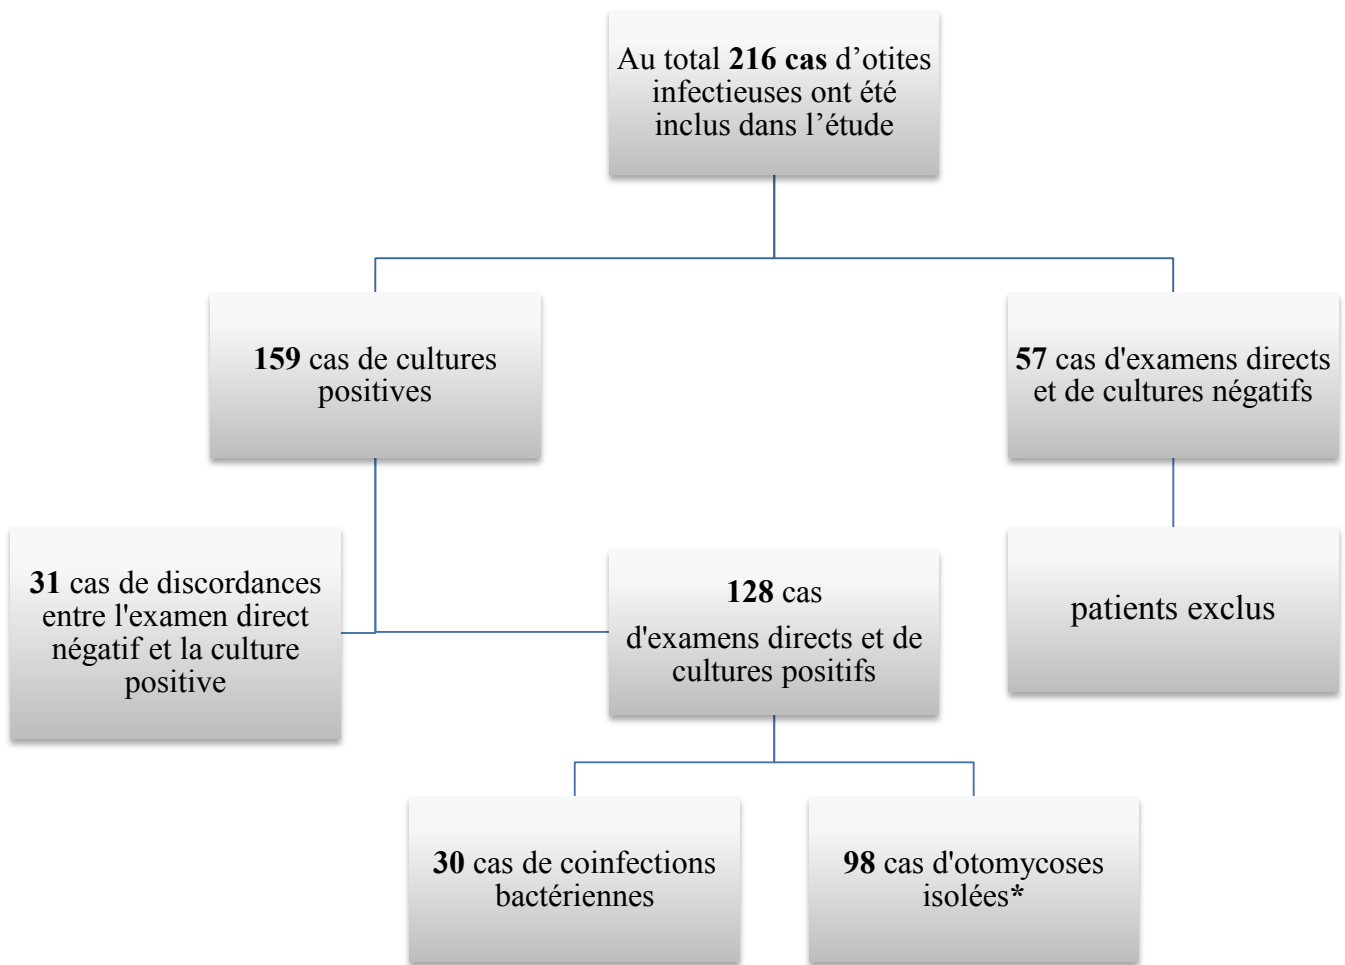 Au total 216 cas d’otites
infectieuses ont été
inclus dans l’étude
159 cas de cultures
positives
57 cas d'examens directs
et de cultures négatifs
31 cas de discordances
entre l'examen direct
négatif et la culture
positive
128 cas
d'examens directs et de
cultures positifs
patients exclus
30 cas de coinfections
bactériennes
98 cas d'otomycoses
isolées*